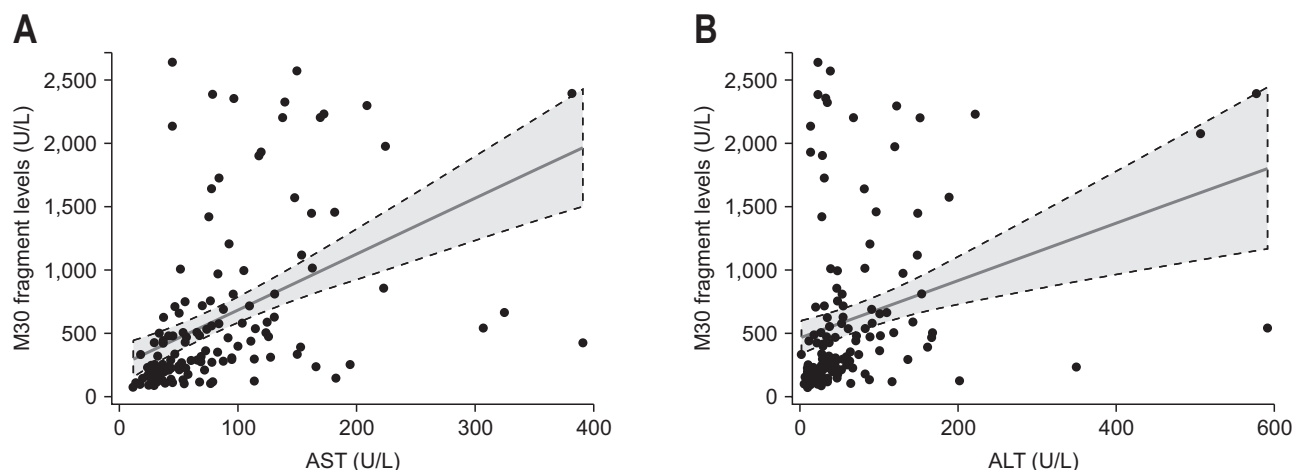 A
M30 fragment levels (U/L)
2,500
2,000
1,500
1,000
500
0
0 100 200 300 400
AST (U/L)
B
M30 fragment levels (U/L)
2,500
2,000
1,500
1,000
500
0
0 200 400 600
ALT (U/L)